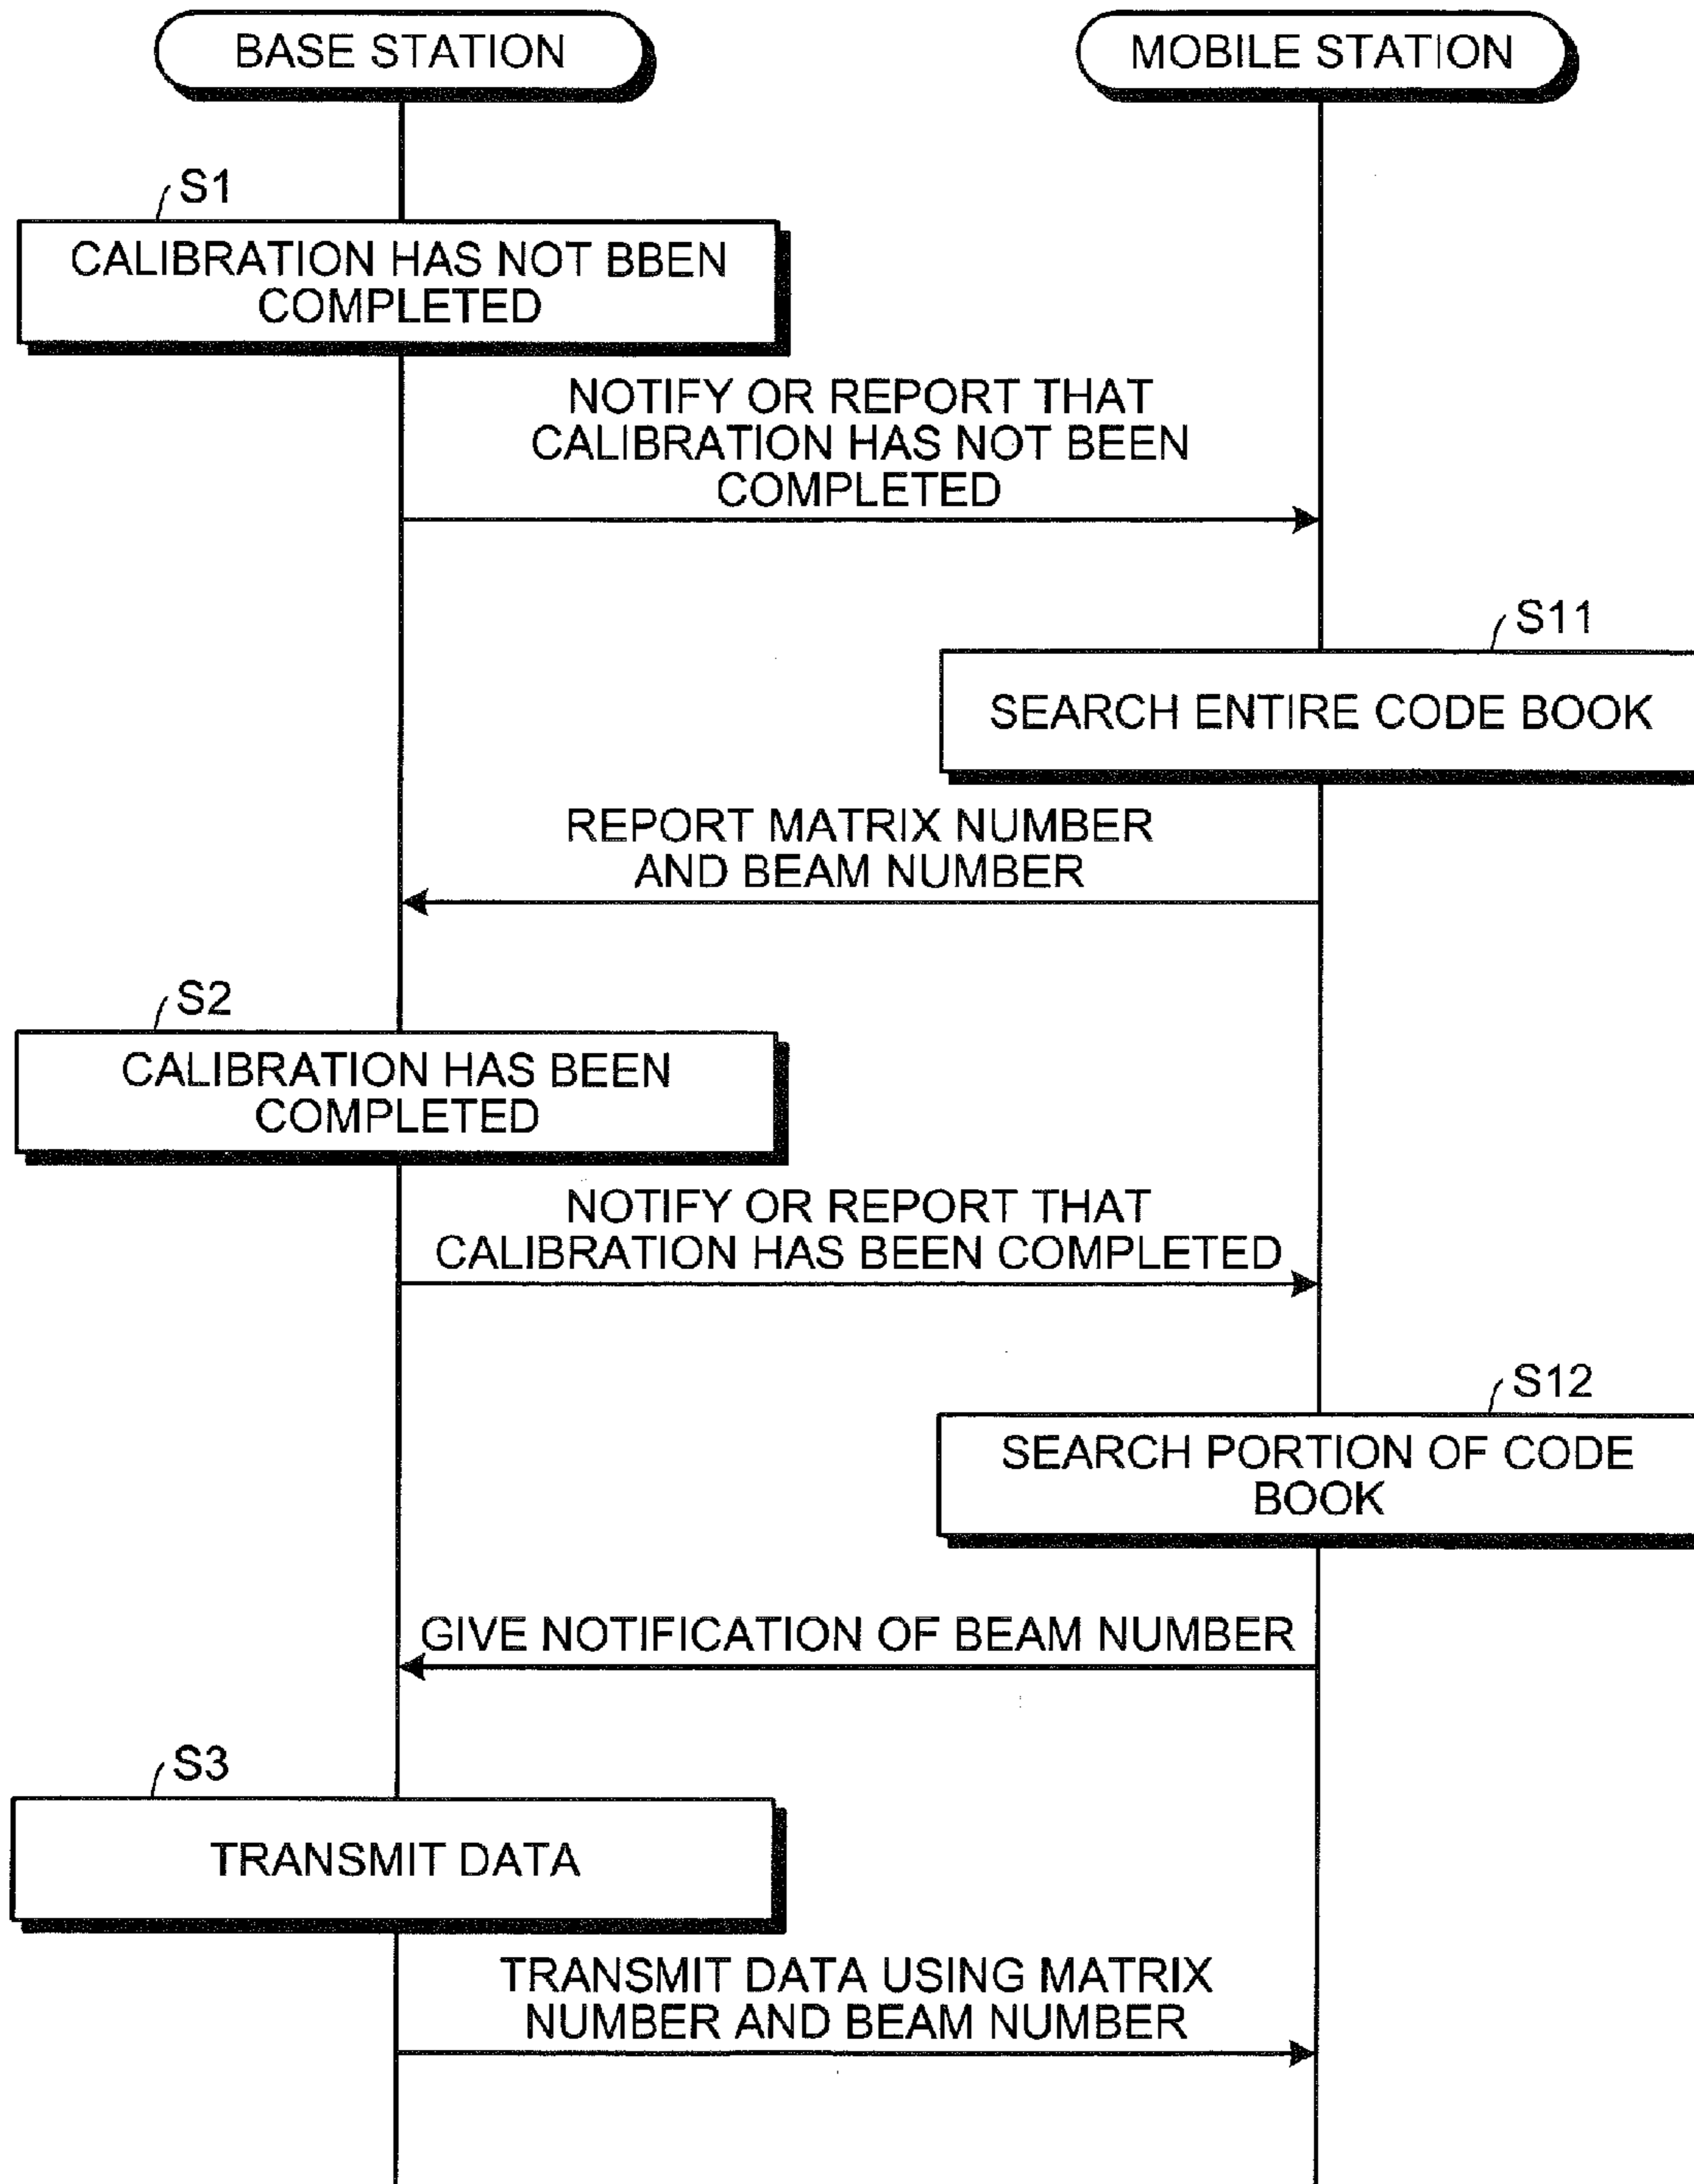 BASE STATION
MOBILE STATION
S1
CALIBRATION HAS NOT BBEN
COMPLETED
NOTIFY OR REPORT THAT
CALIBRATION HAS NOT BEEN
COMPLETED
S11
SEARCH ENTIRE CODE BOOK
REPORT MATRIX NUMBER
AND BEAM NUMBER
S2
CALIBRATION HAS BEEN
COMPLETED
NOTIFY OR REPORT THAT
CALIBRATION HAS BEEN COMPLETED
S12
SEARCH PORTION OF CODE
BOOK
GIVE NOTIFICATION OF BEAM NUMBER
S3
TRANSMIT DATA
TRANSMIT DATA USING MATRIX
NUMBER AND BEAM NUMBER